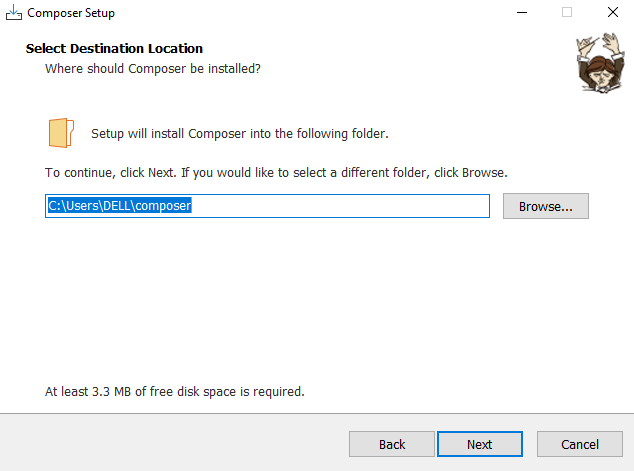 Composer Setup
Select Destination Location
Where should Composer be installed?
Setup will install Composer into the following folder.
To continue, click Next. If you would like to select a different folder, click Browse.
C:\Users\DELL\composer
Browse...
At least 3.3 MB of free disk space is required.
Back
Next
Cancel